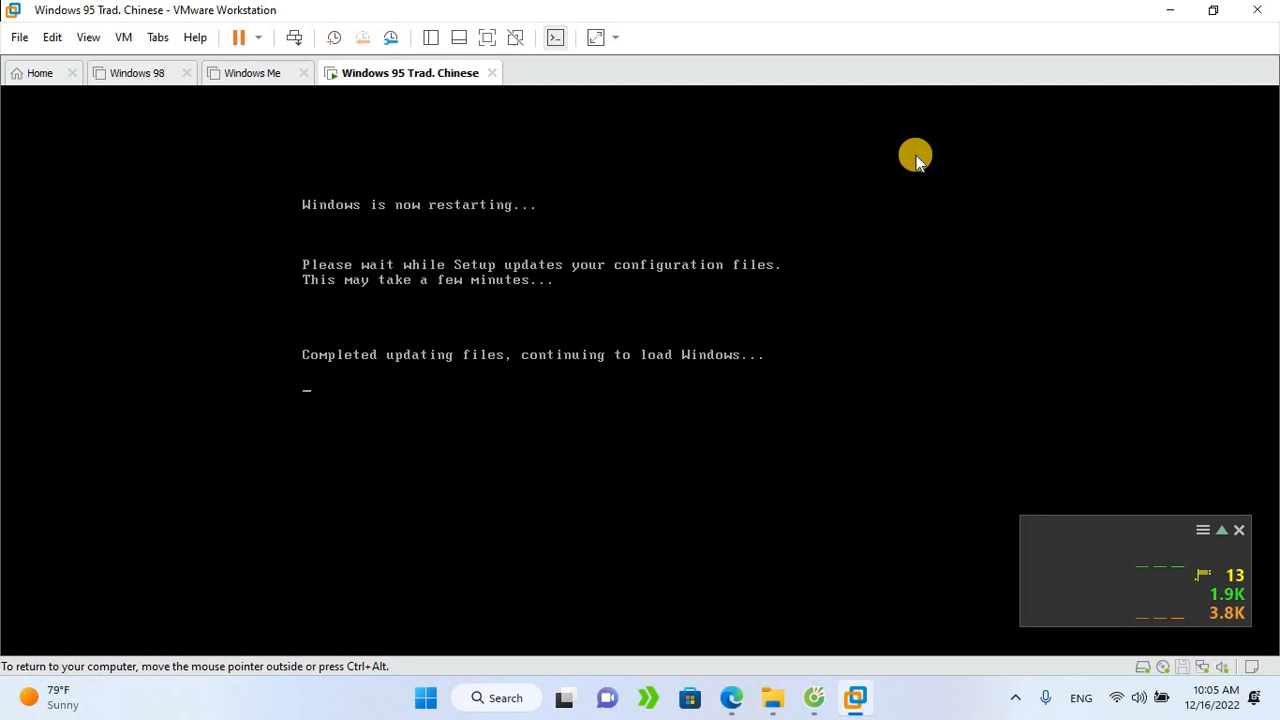 Windows 95 Trad. Chinese - VMware Workstation
File Edit View VM Tabs Help
Home Windows 98 Windows Me Windows 95 Trad. Chinese
Windows is now restarting...
Please wait while Setup updates your configuration files.
This may take a few minutes...
Completed updating files, continuing to load Windows...
13
1.9K
3.8K
To return to your computer, move the mouse pointer outside or press Ctrl+Alt.
79°F
Sunny
Search
ENG
10:05 AM
12/16/2022